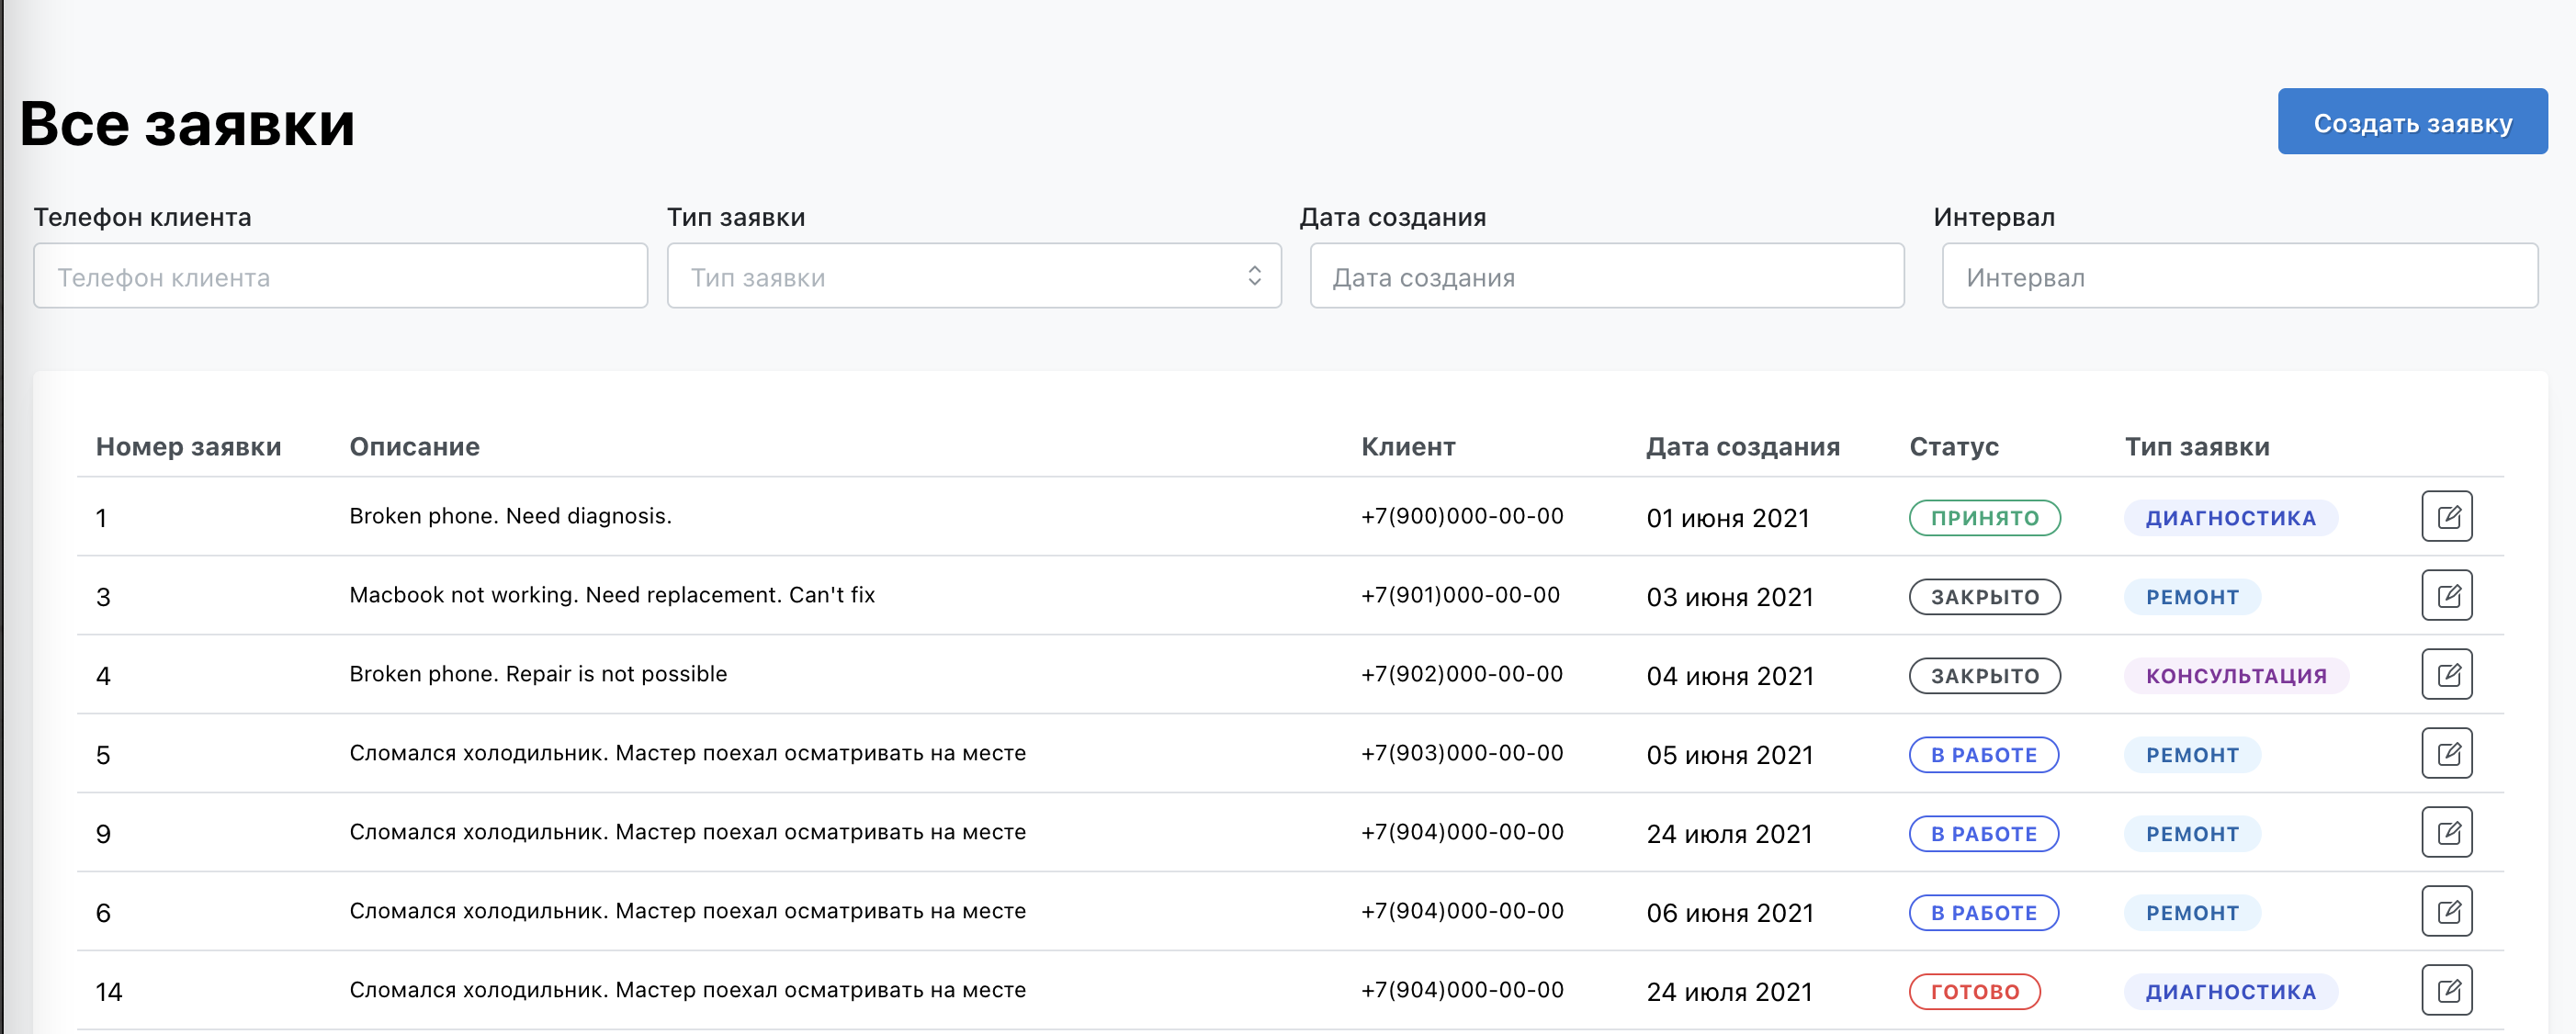 Все заявки
Создать заявку
Телефон клиента Тип заявки Дата создания Интервал
Телефон клиента Тип заявки Дата создания Интервал
Номер заявки Описание Клиент Дата создания Статус Тип заявки
1 Broken phone. Need diagnosis. +7(900)000-00-00 01 июня 2021 ПРИНЯТО ДИАГНОСТИКА
3 Macbook not working. Need replacement. Can't fix +7(901)000-00-00 03 июня 2021 ЗАКРЫТО РЕМОНТ
4 Broken phone. Repair is not possible +7(902)000-00-00 04 июня 2021 ЗАКРЫТО КОНСУЛЬТАЦИЯ
5 Сломался холодильник. Мастер поехал осматривать на месте +7(903)000-00-00 05 июня 2021 В РАБОТЕ РЕМОНТ
9 Сломался холодильник. Мастер поехал осматривать на месте +7(904)000-00-00 24 июля 2021 В РАБОТЕ РЕМОНТ
6 Сломался холодильник. Мастер поехал осматривать на месте +7(904)000-00-00 06 июня 2021 В РАБОТЕ РЕМОНТ
14 Сломался холодильник. Мастер поехал осматривать на месте +7(904)000-00-00 24 июля 2021 ГОТОВО ДИАГНОСТИКА